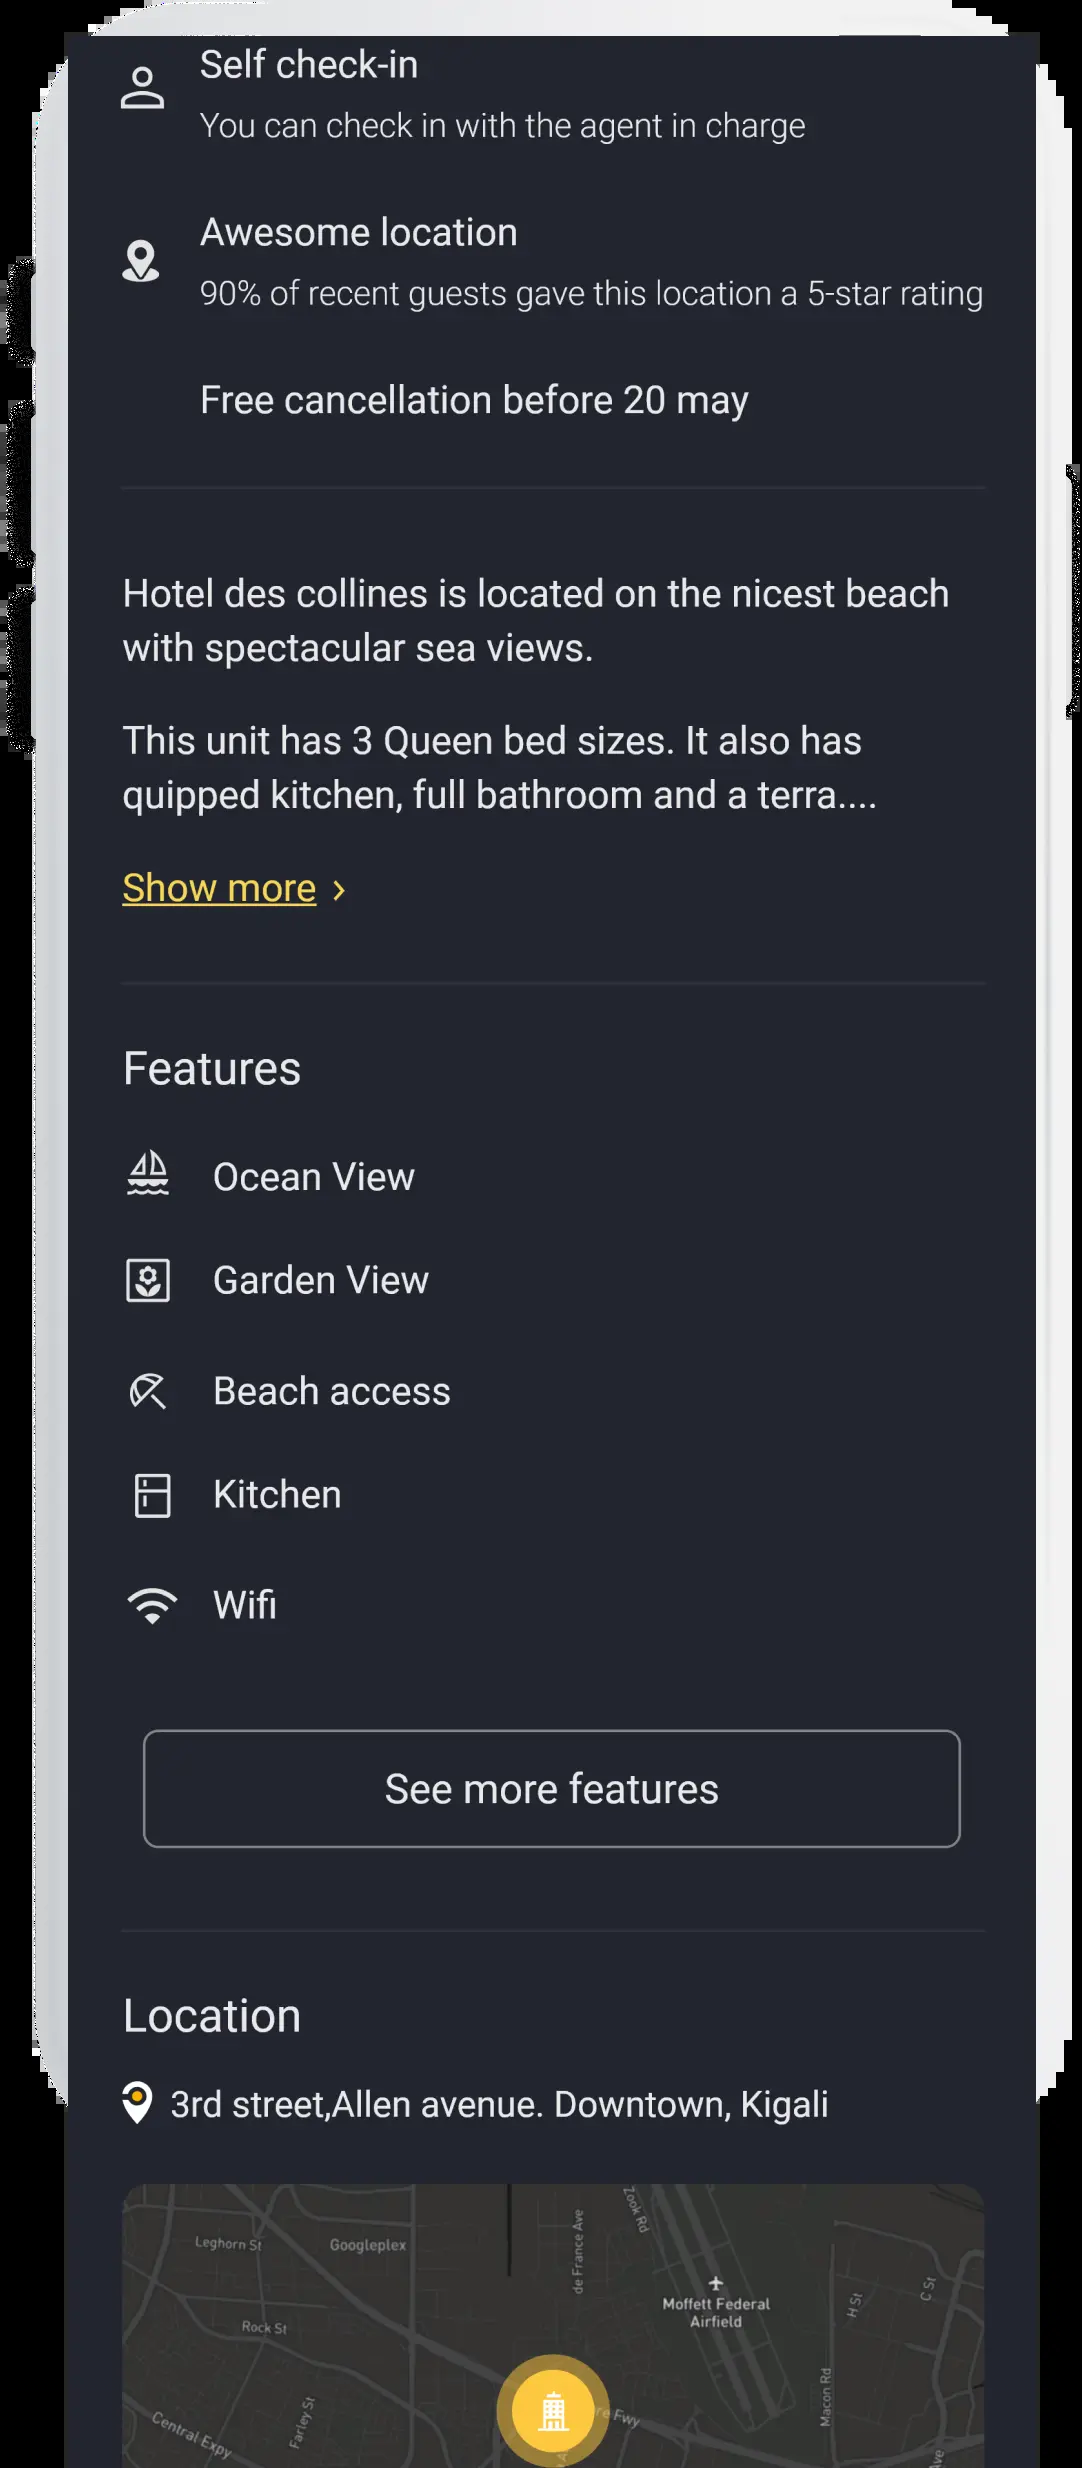 Self check-in
You can check in with the agent in charge
Awesome location
90% of recent guests gave this location a 5-star rating
Free cancellation before 20 may
Hotel des collines is located on the nicest beach
with spectacular sea views.
This unit has 3 Queen bed sizes. It also has
quipped kitchen, full bathroom and a terra....
Show more
Features
Ocean View
Garden View
Beach access
Kitchen
Wifi
See more features
Location
3rd street,Allen avenue. Downtown, Kigali
Leghorn St
Googleplex
de France Ave
Zook Rd
Moffett Federal
Airfield
H St
C St
Rock St
Macon Rd
Farley St
Central Expy
Fwy
Ave